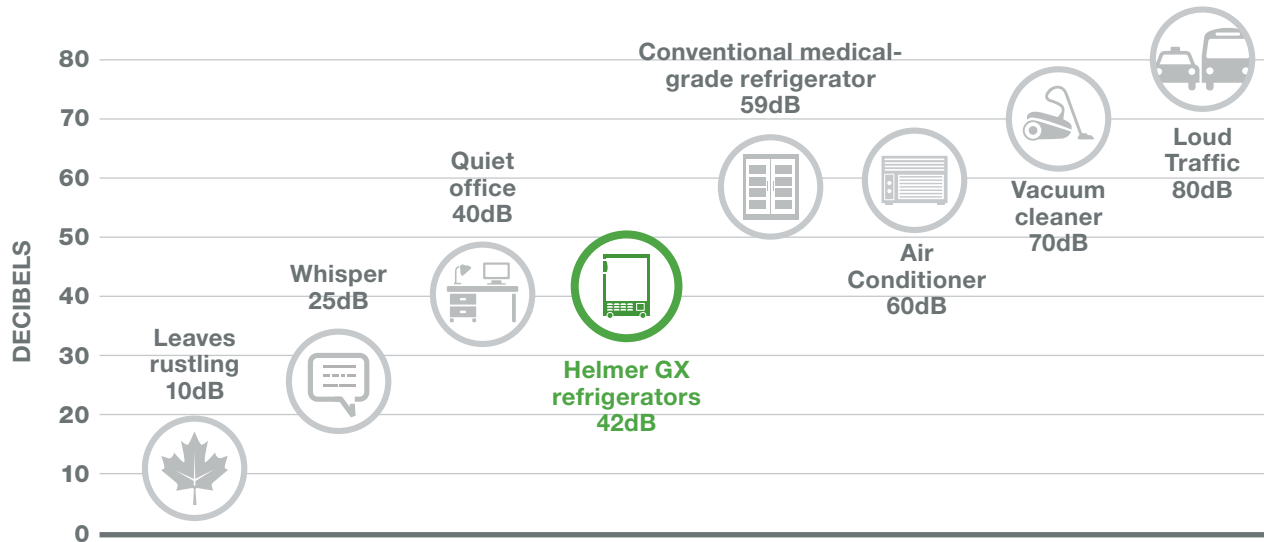 DECIBELS
80
70
60
50
40
30
20
10
0
Leaves
rustling
10dB
Whisper
25dB
Quiet
office
40dB
Helmer GX
refrigerators
42dB
Conventional medical-
grade refrigerator
59dB
Air
Conditioner
60dB
Vacuum
cleaner
70dB
Loud
Traffic
80dB